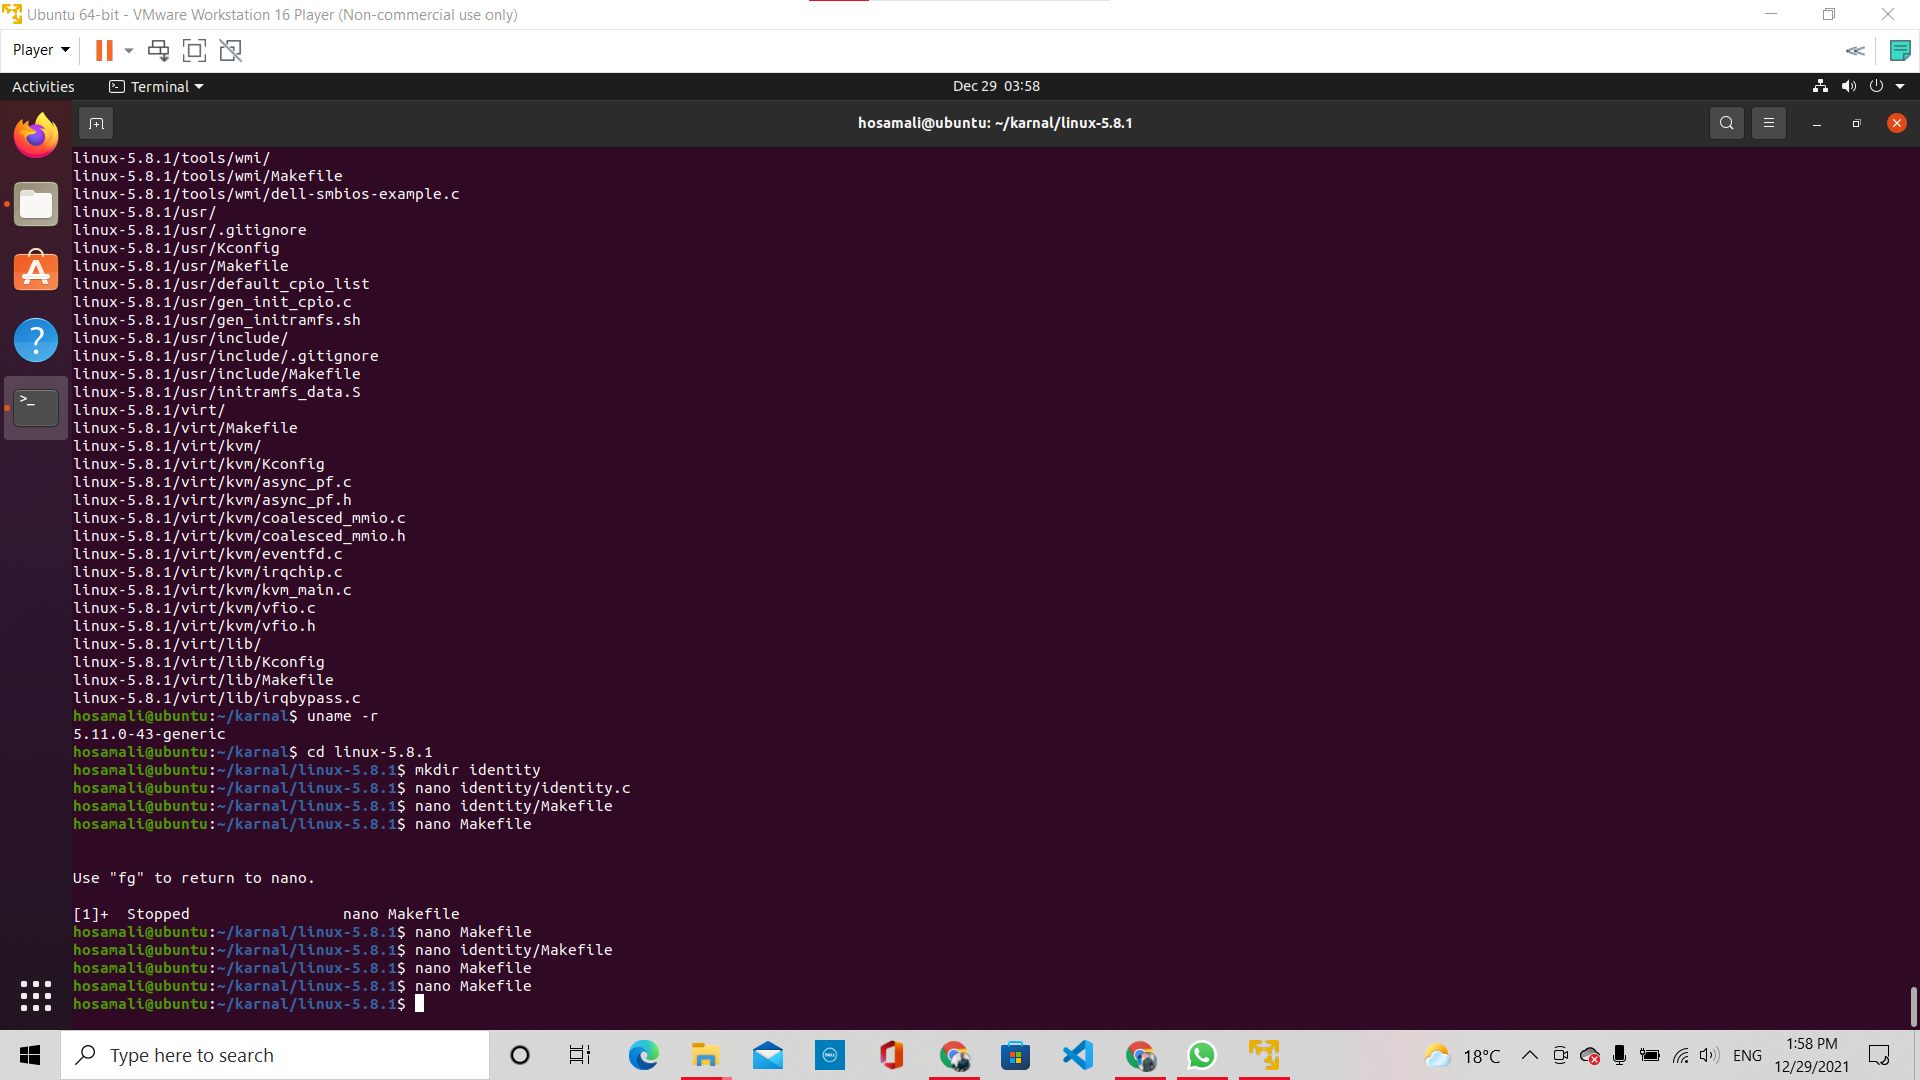 Ubuntu 64-bit - VMware Workstation 16 Player (Non-commercial use only)
Player
Activities
Terminal
Dec 29 03:58
hosamali@ubuntu: ~/karnal/linux-5.8.1
linux-5.8.1/tools/wmi/
linux-5.8.1/tools/wmi/Makefile
linux-5.8.1/tools/wmi/dell-smbios-example.c
linux-5.8.1/usr/
linux-5.8.1/usr/.gitignore
linux-5.8.1/usr/Kconfig
linux-5.8.1/usr/Makefile
linux-5.8.1/usr/default_cpio_list
linux-5.8.1/usr/gen_init_cpio.c
linux-5.8.1/usr/gen_initramfs.sh
linux-5.8.1/usr/include/
linux-5.8.1/usr/include/.gitignore
linux-5.8.1/usr/include/Makefile
linux-5.8.1/usr/initramfs_data.S
linux-5.8.1/virt/
linux-5.8.1/virt/Makefile
linux-5.8.1/virt/kvm/
linux-5.8.1/virt/kvm/Kconfig
linux-5.8.1/virt/kvm/async_pf.c
linux-5.8.1/virt/kvm/async_pf.h
linux-5.8.1/virt/kvm/coalesced_mmio.c
linux-5.8.1/virt/kvm/coalesced_mmio.h
linux-5.8.1/virt/kvm/eventfd.c
linux-5.8.1/virt/kvm/irqchip.c
linux-5.8.1/virt/kvm/kvm_main.c
linux-5.8.1/virt/kvm/vfio.c
linux-5.8.1/virt/kvm/vfio.h
linux-5.8.1/virt/lib/
linux-5.8.1/virt/lib/Kconfig
linux-5.8.1/virt/lib/Makefile
linux-5.8.1/virt/lib/irqbypass.c
hosamali@ubuntu:~/karnal$ uname -r
5.11.0-43-generic
hosamali@ubuntu:~/karnal$ cd linux-5.8.1
hosamali@ubuntu:~/karnal/linux-5.8.1$ mkdir identity
hosamali@ubuntu:~/karnal/linux-5.8.1$ nano identity/identity.c
hosamali@ubuntu:~/karnal/linux-5.8.1$ nano identity/Makefile
hosamali@ubuntu:~/karnal/linux-5.8.1$ nano Makefile
Use "fg" to return to nano.
[1]+  Stopped                 nano Makefile
hosamali@ubuntu:~/karnal/linux-5.8.1$ nano Makefile
hosamali@ubuntu:~/karnal/linux-5.8.1$ nano identity/Makefile
hosamali@ubuntu:~/karnal/linux-5.8.1$ nano Makefile
hosamali@ubuntu:~/karnal/linux-5.8.1$ nano Makefile
hosamali@ubuntu:~/karnal/linux-5.8.1$
Type here to search
DELL
18°C
ENG
1:58 PM
12/29/2021